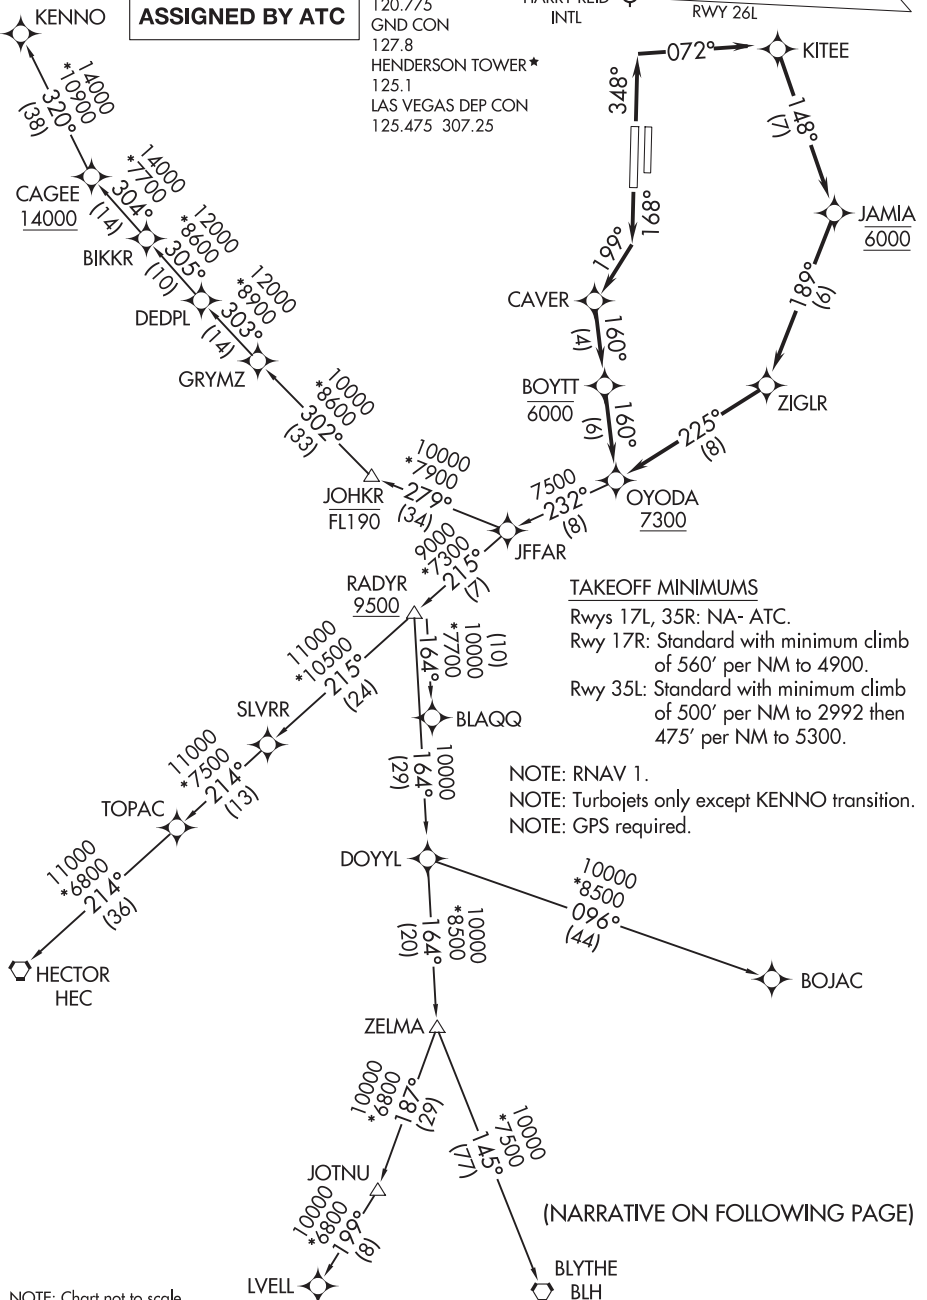 KENNO
ASSIGNED BY ATC
120.775
GND CON
127.8
HENDERSON TOWER★
125.1
LAS VEGAS DEP CON
125.475 307.25
INTL
RWY 26L
072°
KITEE
348°
148°
(7)
14000
*10900
320°
(38)
CAGEE
14000
14000
*7700
304°
(14)
BIKKR
12000
*8600
305°
(10)
DEDPL
12000
*8900
303°
(14)
GRYMZ
168°
199°
CAVER
160°
(4)
JAMIA
6000
189°
(6)
BOYTT
6000
160°
(6)
ZIGLR
225°
(8)
10000
*8600
302°
(33)
JOHKR
FL190
10000
*7900
279°
(34)
7500
232°
(8)
OYODA
7300
JFFAR
9000
*7300
215°
(7)
RADYR
9500
TAKEOFF MINIMUMS
Rwys 17L, 35R: NA- ATC.
Rwy 17R: Standard with minimum climb
of 560' per NM to 4900.
Rwy 35L: Standard with minimum climb
of 500' per NM to 2992 then
475' per NM to 5300.
11000
*10500
215°
(24)
(10)
10000
*7700
164°
BLAQQ
SLVRR
10000
164°
(29)
NOTE: RNAV 1.
NOTE: Turbojets only except KENNO transition.
NOTE: GPS required.
11000
*7500
214°
(13)
TOPAC
DOYYL
11000
*6800
214°
(36)
HECTOR
HEC
10000
*8500
164°
(20)
10000
*8500
096°
(44)
BOJAC
ZELMA
10000
*6800
187°
(29)
10000
*7500
145°
(77)
JOTNU
10000
*6800
199°
(8)
(NARRATIVE ON FOLLOWING PAGE)
LVELL
BLYTHE
BLH
NOTE: Chart not to scale